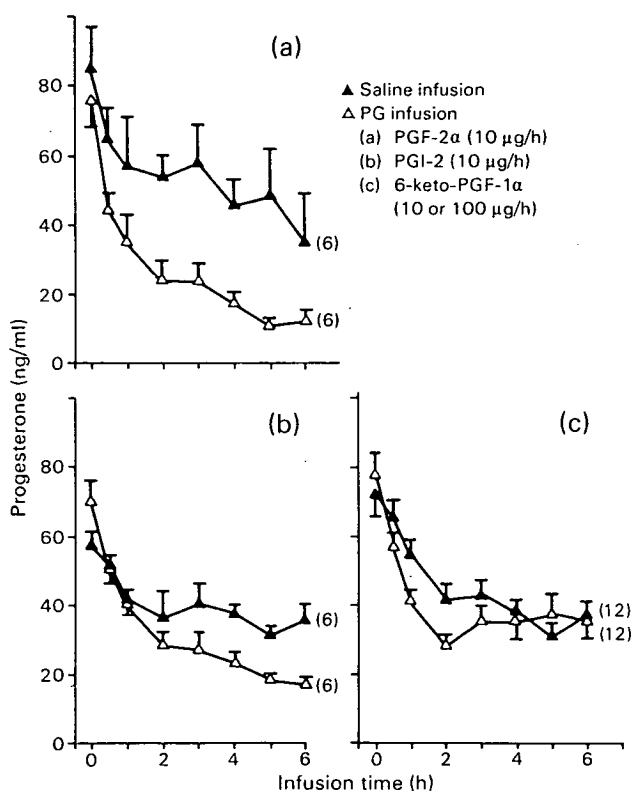 (a)
▲ Saline infusion
△ PG infusion
(a) PGF-2α (10 µg/h)
(b) PGI-2 (10 µg/h)
(c) 6-keto-PGF-1α
(10 or 100 µg/h)
80
60
40
20
0
(6)
(6)
Progesterone (ng/ml)
(b)
(c)
80
60
40
20
0
(6)
(6)
(12)
(12)
0 2 4 6
0 2 4 6
Infusion time (h)